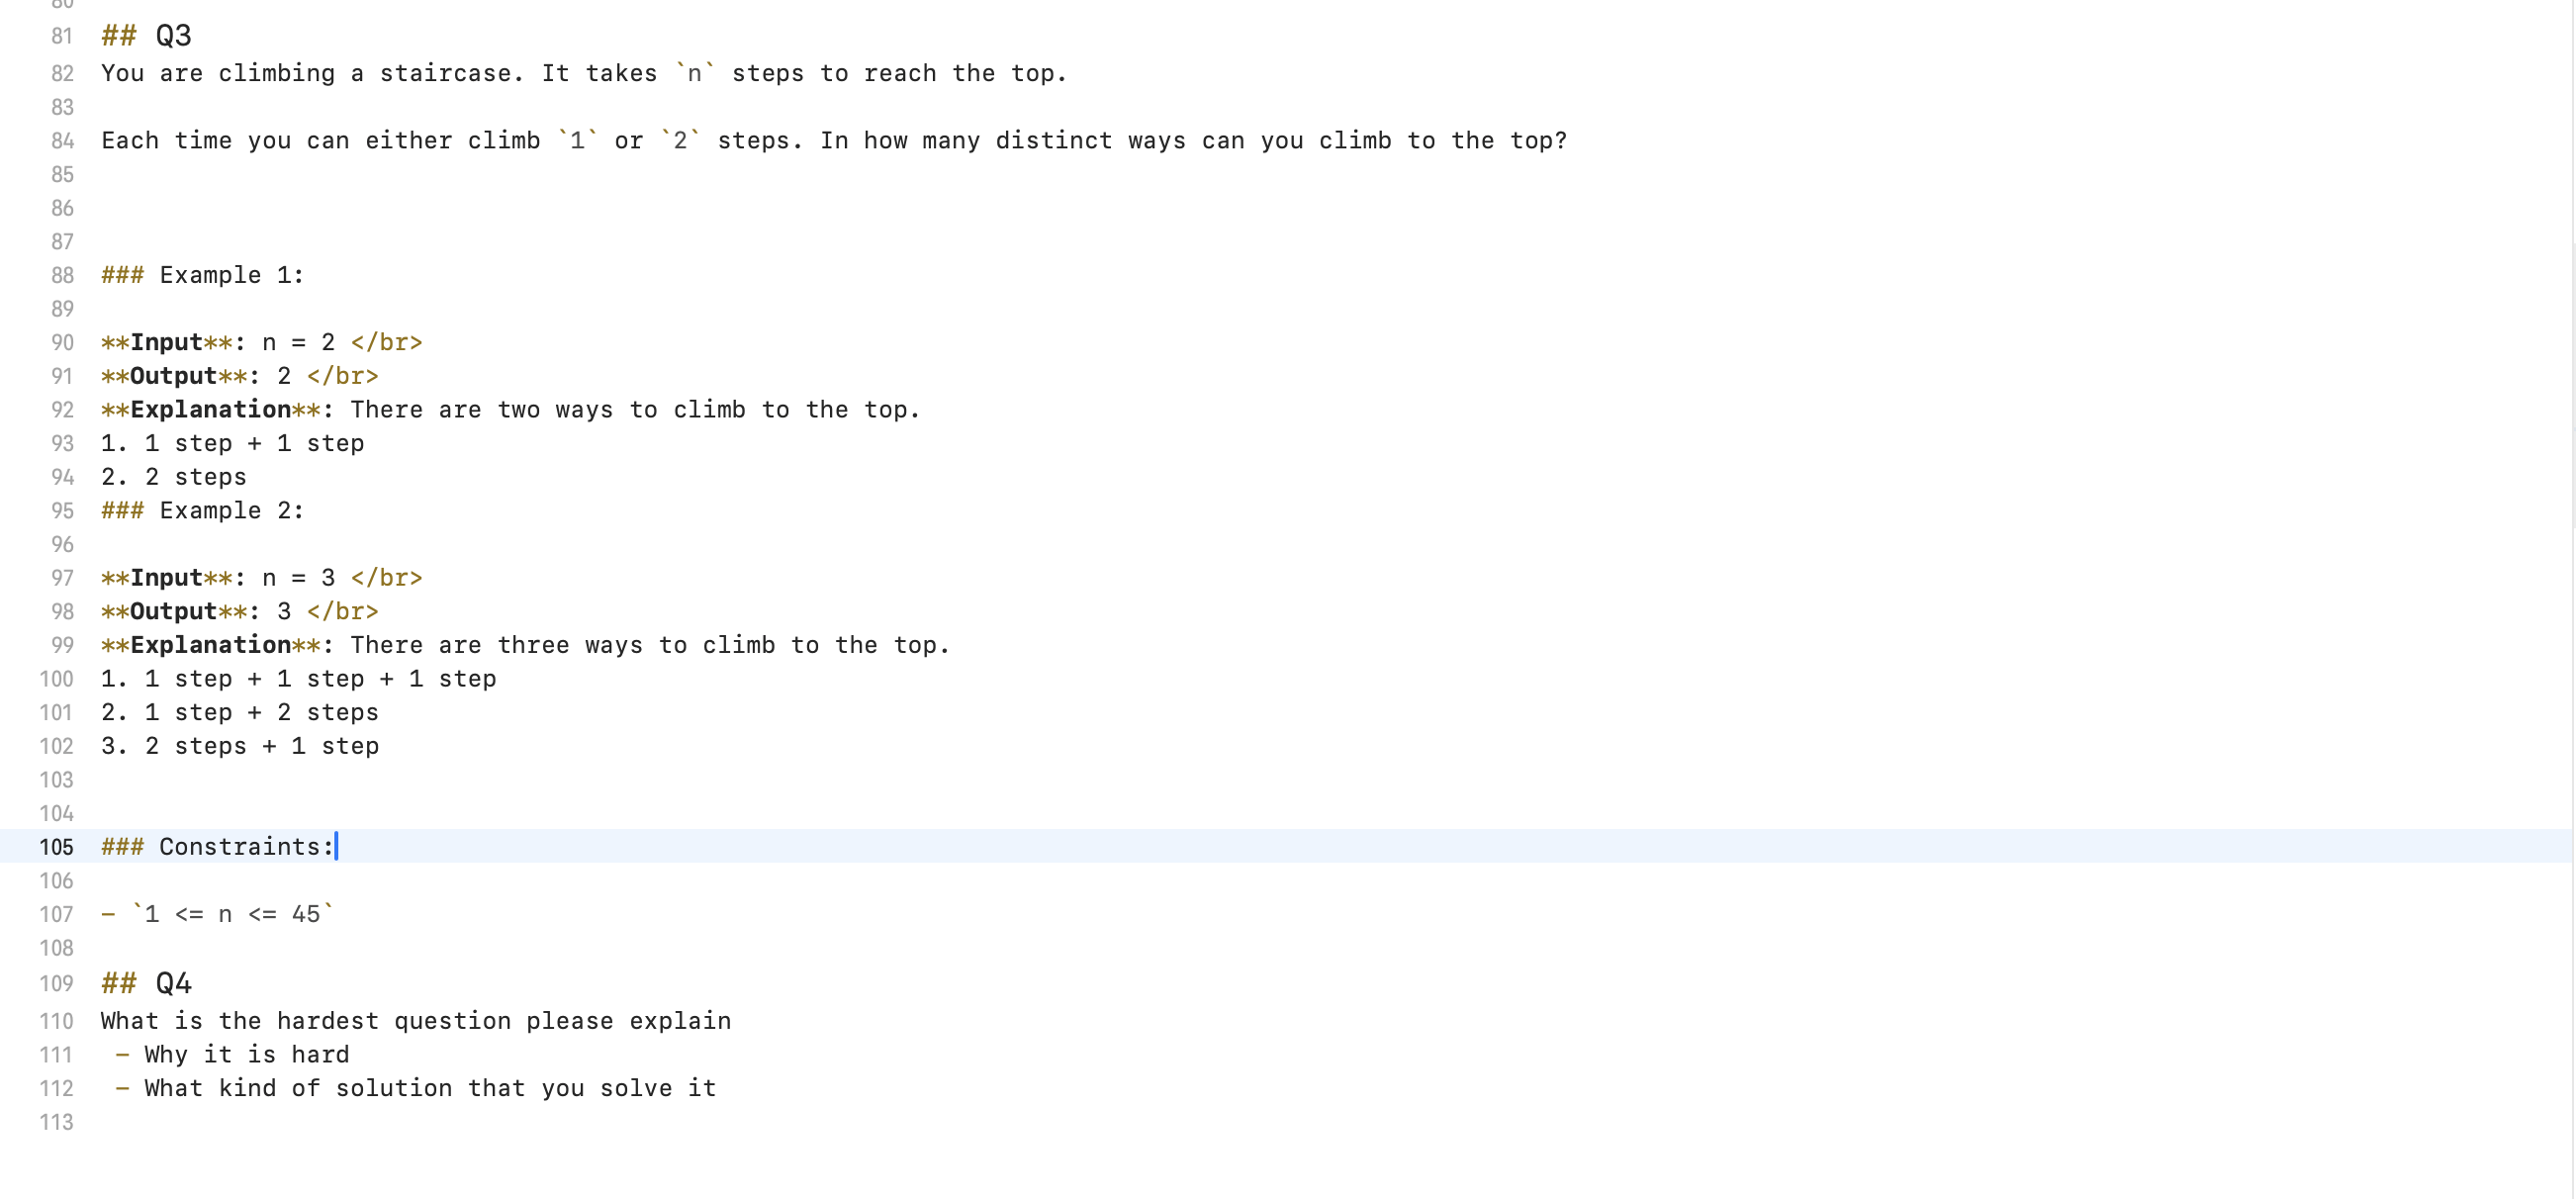 80
81 ## Q3
82 You are climbing a staircase. It takes `n` steps to reach the top.
83
84 Each time you can either climb `1` or `2` steps. In how many distinct ways can you climb to the top?
85
86
87
88 ### Example 1:
89
90 **Input**: n = 2 </br>
91 **Output**: 2 </br>
92 **Explanation**: There are two ways to climb to the top.
93 1. 1 step + 1 step
94 2. 2 steps
95 ### Example 2:
96
97 **Input**: n = 3 </br>
98 **Output**: 3 </br>
99 **Explanation**: There are three ways to climb to the top.
100 1. 1 step + 1 step + 1 step
101 2. 1 step + 2 steps
102 3. 2 steps + 1 step
103
104
105 ### Constraints:
106
107 - `1 <= n <= 45`
108
109 ## Q4
110 What is the hardest question please explain
111 - Why it is hard
112 - What kind of solution that you solve it
113